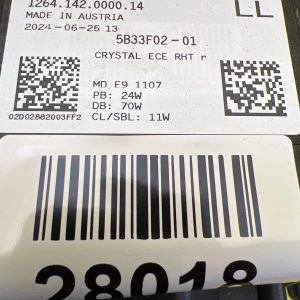 1264.142.0000.14
LL
MADE IN AUSTRIA
2024-06-25 13
5B33F02-01
CRYSTAL ECE RHT r
MD E9 1107
PB: 24W
DB: 70W
02D02882003FF2
CL/SBL: 11W
28018